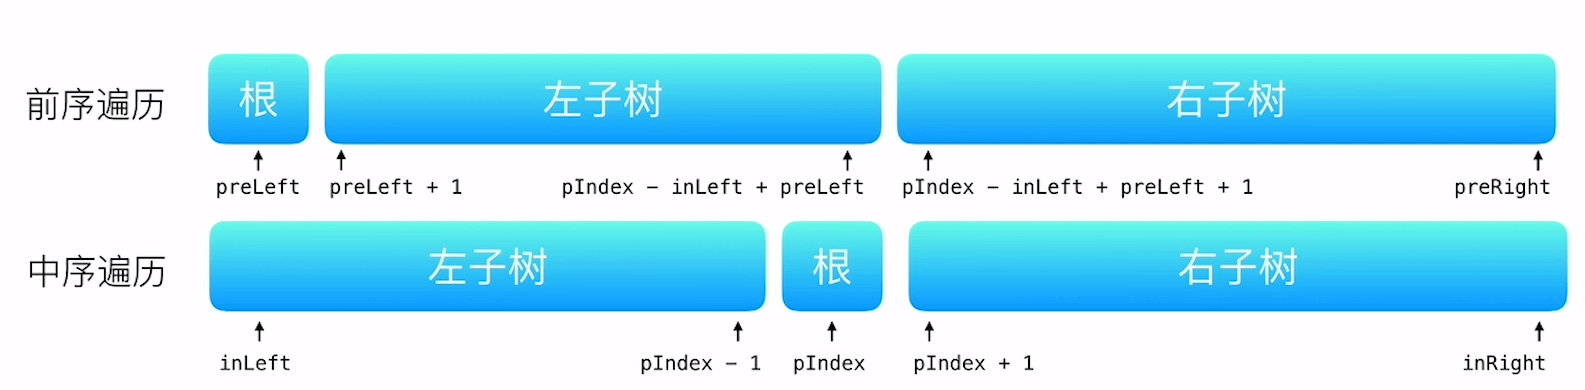 前序遍历 根 左子树 右子树
preLeft preLeft + 1 pIndex − inLeft + preLeft pIndex − inLeft + preLeft + 1 preRight
中序遍历 左子树 根 右子树
inLeft pIndex − 1 pIndex pIndex + 1 inRight